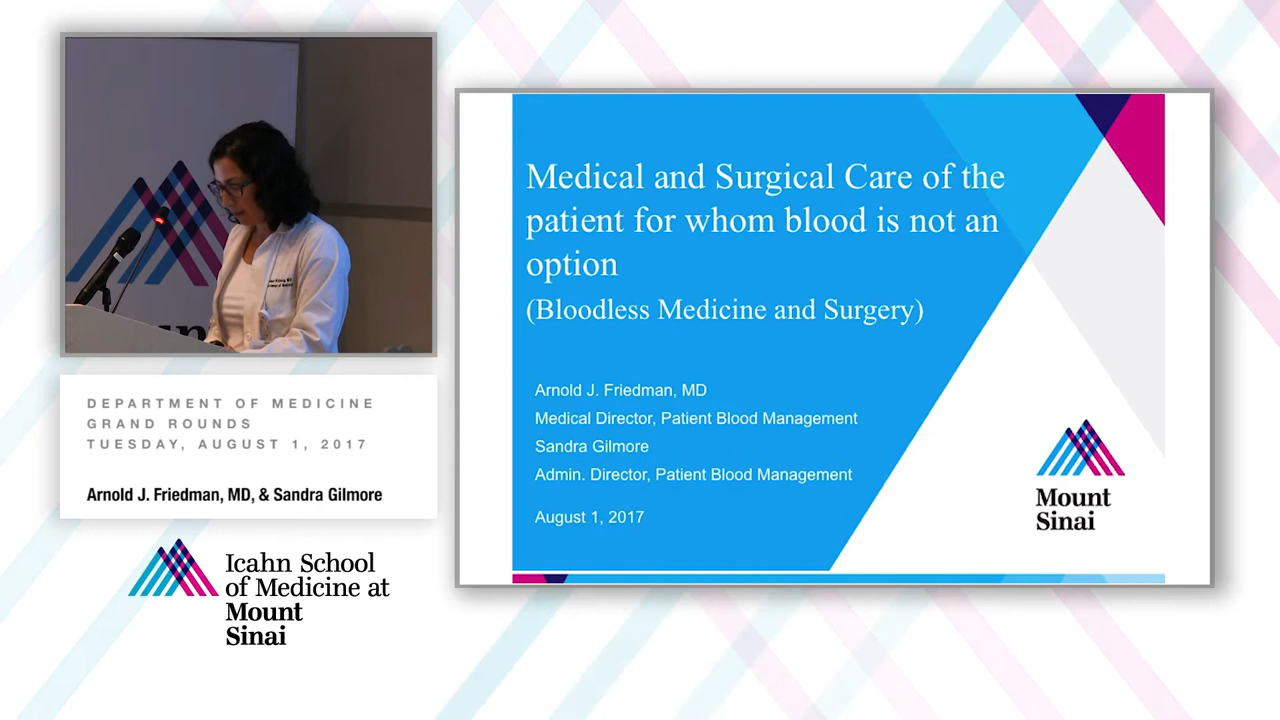 DEPARTMENT OF MEDICINE
GRAND ROUNDS
TUESDAY, AUGUST 1, 2017
Arnold J. Friedman, MD, & Sandra Gilmore
Icahn School
of Medicine at
Mount
Sinai
Medical and Surgical Care of the
patient for whom blood is not an
option
(Bloodless Medicine and Surgery)
Arnold J. Friedman, MD
Medical Director, Patient Blood Management
Sandra Gilmore
Admin. Director, Patient Blood Management
August 1, 2017
Mount
Sinai